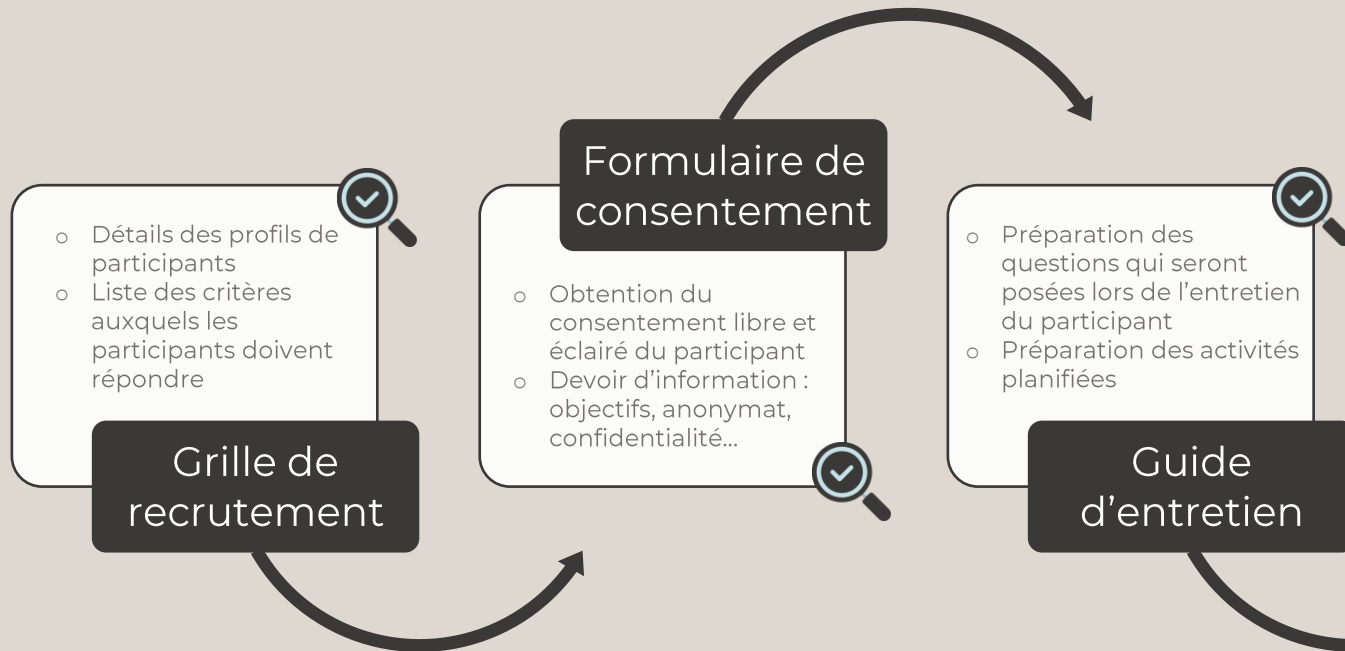 Détails des profils de
participants
Liste des critères
auxquels les
participants doivent
répondre
Grille de
recrutement
Formulaire de
consentement
Obtention du
consentement libre et
éclairé du participant
Devoir d’information :
objectifs, anonymat,
confidentialité...
Préparation des
questions qui seront
posées lors de l’entretien
du participant
Préparation des activités
planifiées
Guide
d’entretien